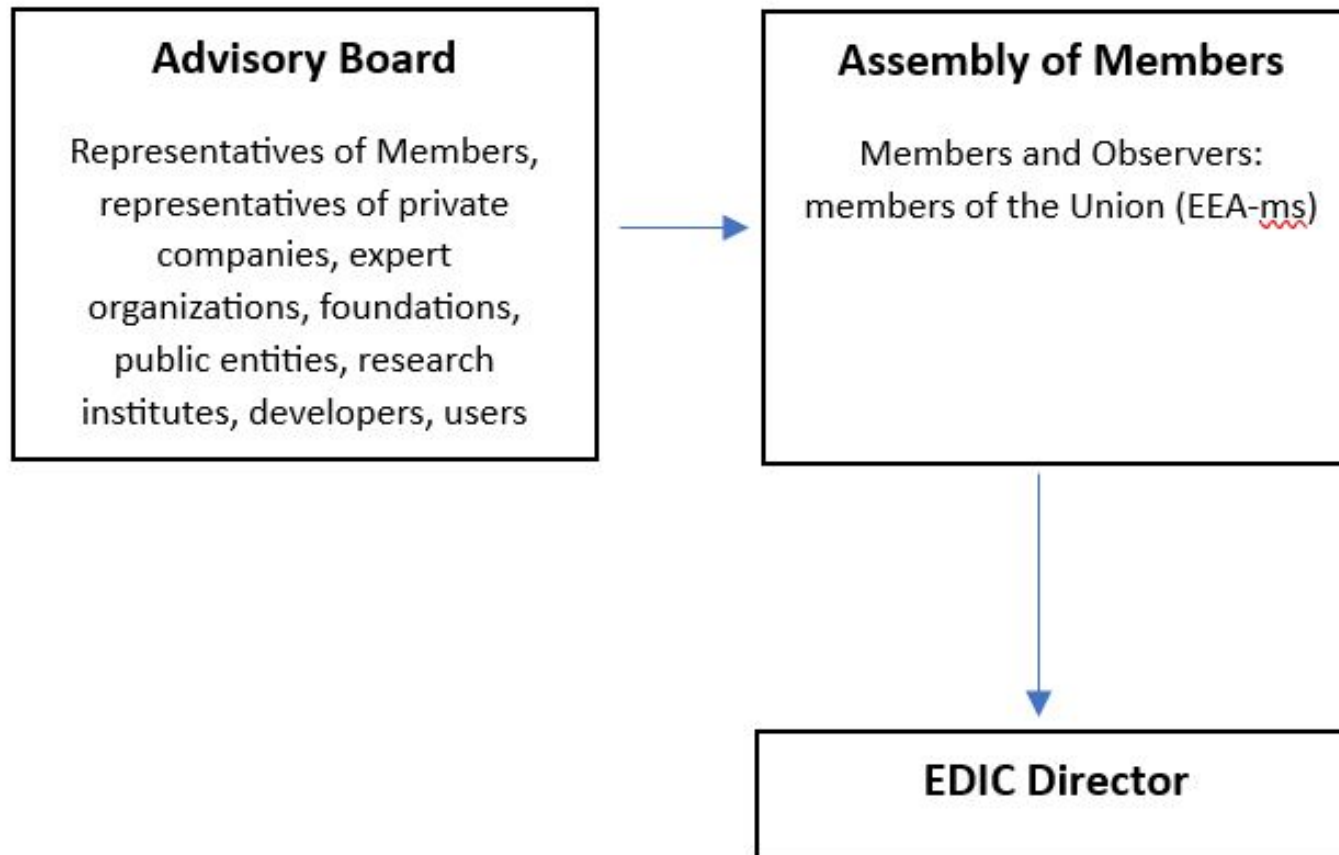 Advisory Board
Representatives of Members,
representatives of private
companies, expert
organizations, foundations,
public entities, research
institutes, developers, users
Assembly of Members
Members and Observers:
members of the Union (EEA-ms)
EDIC Director